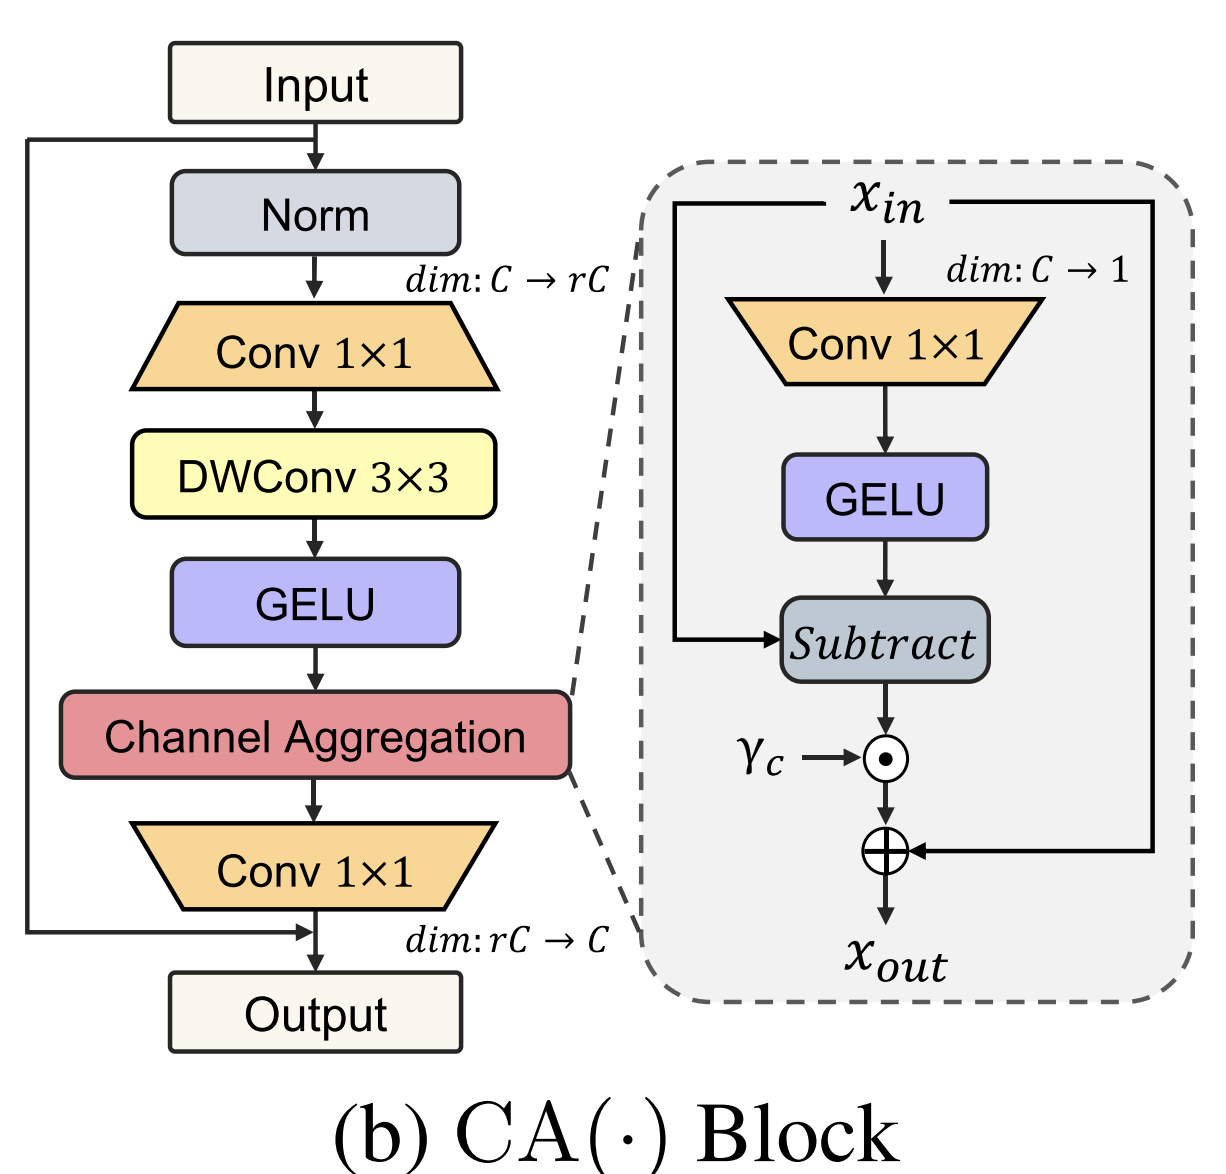 Input
Norm
dim: C → rC
Conv 1×1
DWConv 3×3
GELU
Channel Aggregation
Conv 1×1
dim: rC → C
Output
x_in
dim: C → 1
Conv 1×1
GELU
Subtract
γ_c
x_out
(b) CA(·) Block